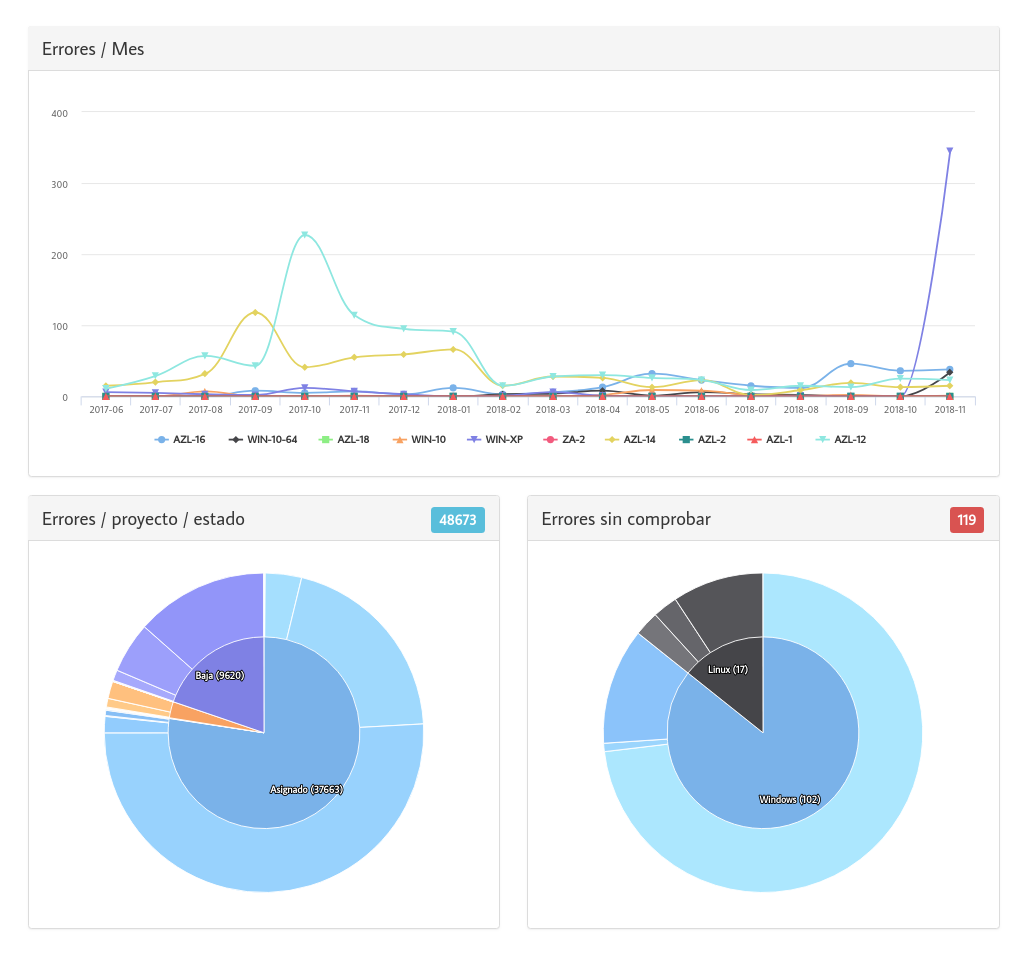 Errores / Mes
400
300
200
100
0
2017-06 2017-07 2017-08 2017-09 2017-10 2017-11 2017-12 2018-01 2018-02 2018-03 2018-04 2018-05 2018-06 2018-07 2018-08 2018-09 2018-10 2018-11
AZL-16 WIN-10-64 AZL-18 WIN-10 WIN-XP ZA-2 AZL-14 AZL-2 AZL-1 AZL-12
Errores / proyecto / estado 48673
Baja (9620)
Asignado (37663)
Errores sin comprobar 119
Linux (17)
Windows (102)